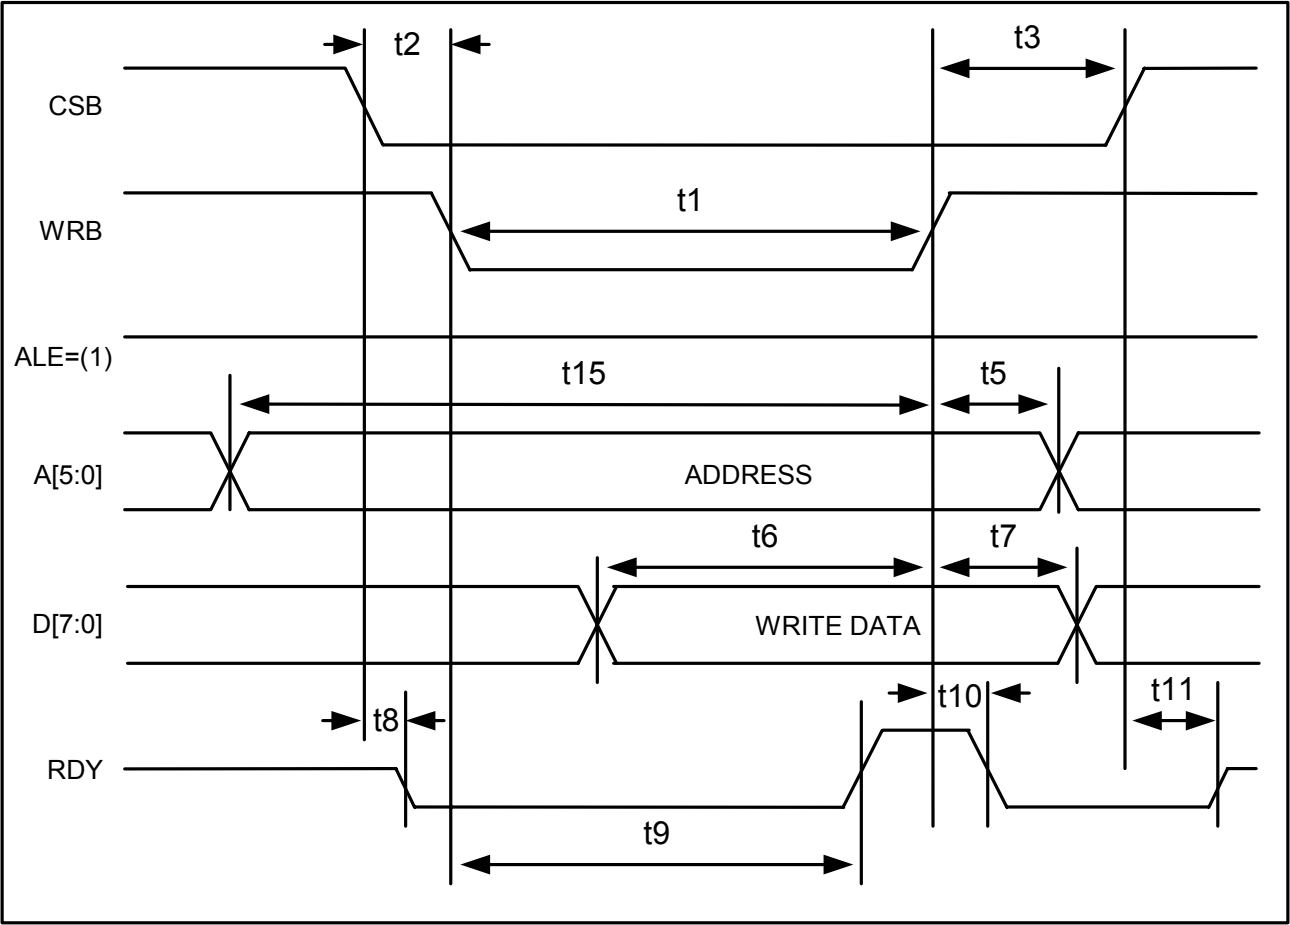 t2
t3
CSB
t1
WRB
ALE=(1)
t15
t5
A[5:0]
ADDRESS
t6
t7
D[7:0]
WRITE DATA
t8
t10
t11
RDY
t9